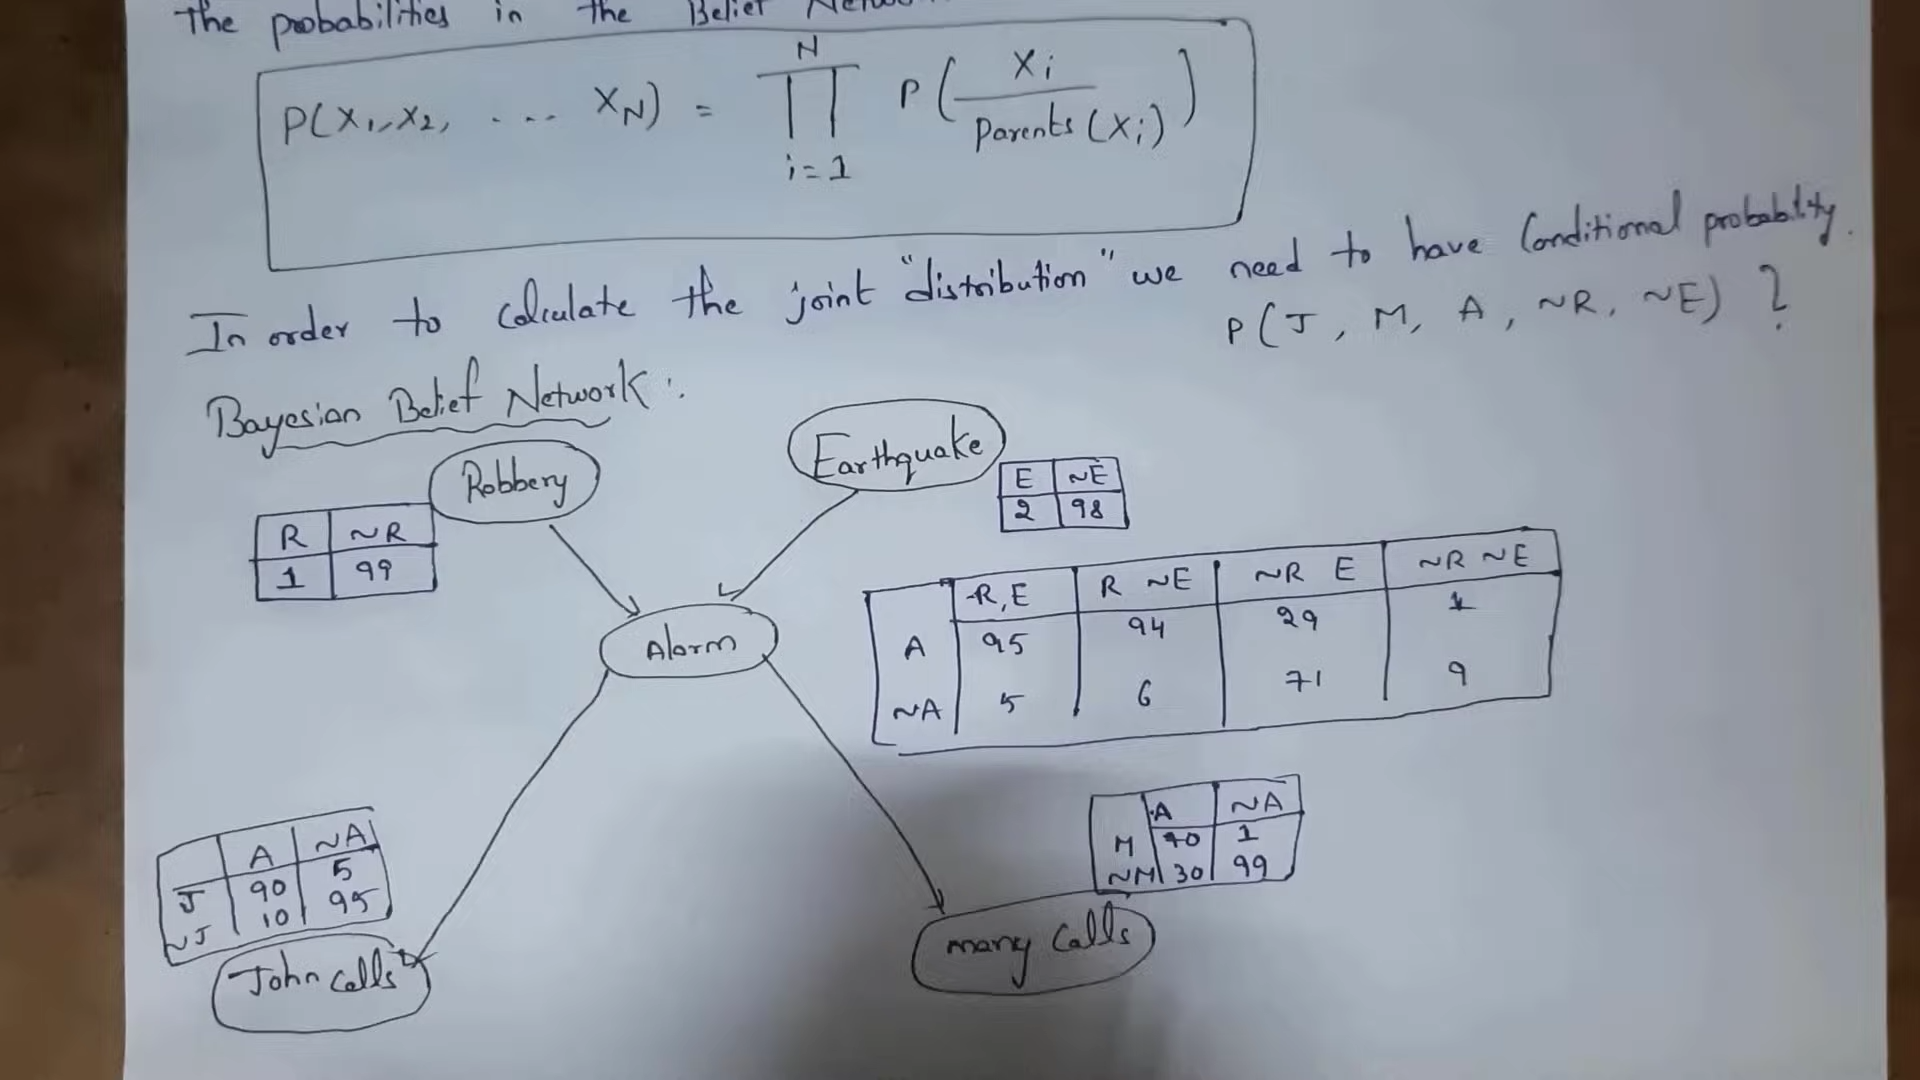 The probabilities in the Belief
N
P(X1, X2, .... XN) = ∏ P( Xi / Parents (Xi) )
i = 1
In order to calculate the joint "distribution" we need to have Conditional probability.
P(J, M, A, ~R, ~E) ?
Bayesian Belief Network:
Robbery
R ~R
1 99
Earthquake
E ~E
2 98
Alarm
R, E R ~E ~R E ~R ~E
A 95 94 29 1
~A 5 6 71 9
A ~A
J 90 5
~J 10 95
John calls
A ~A
M 70 1
~M 30 99
many calls